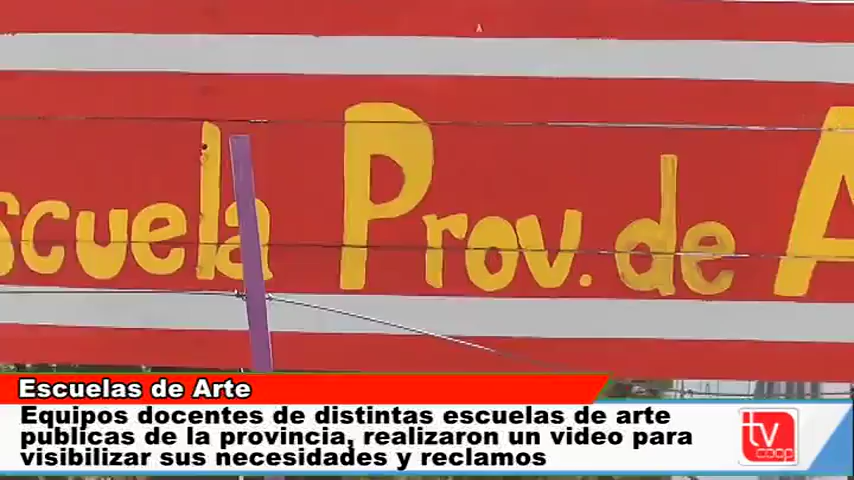 Escuela Prov. de A
Escuelas de Arte
Equipos docentes de distintas escuelas de arte
publicas de la provincia, realizaron un video para
visibilizar sus necesidades y reclamos
tv
coop